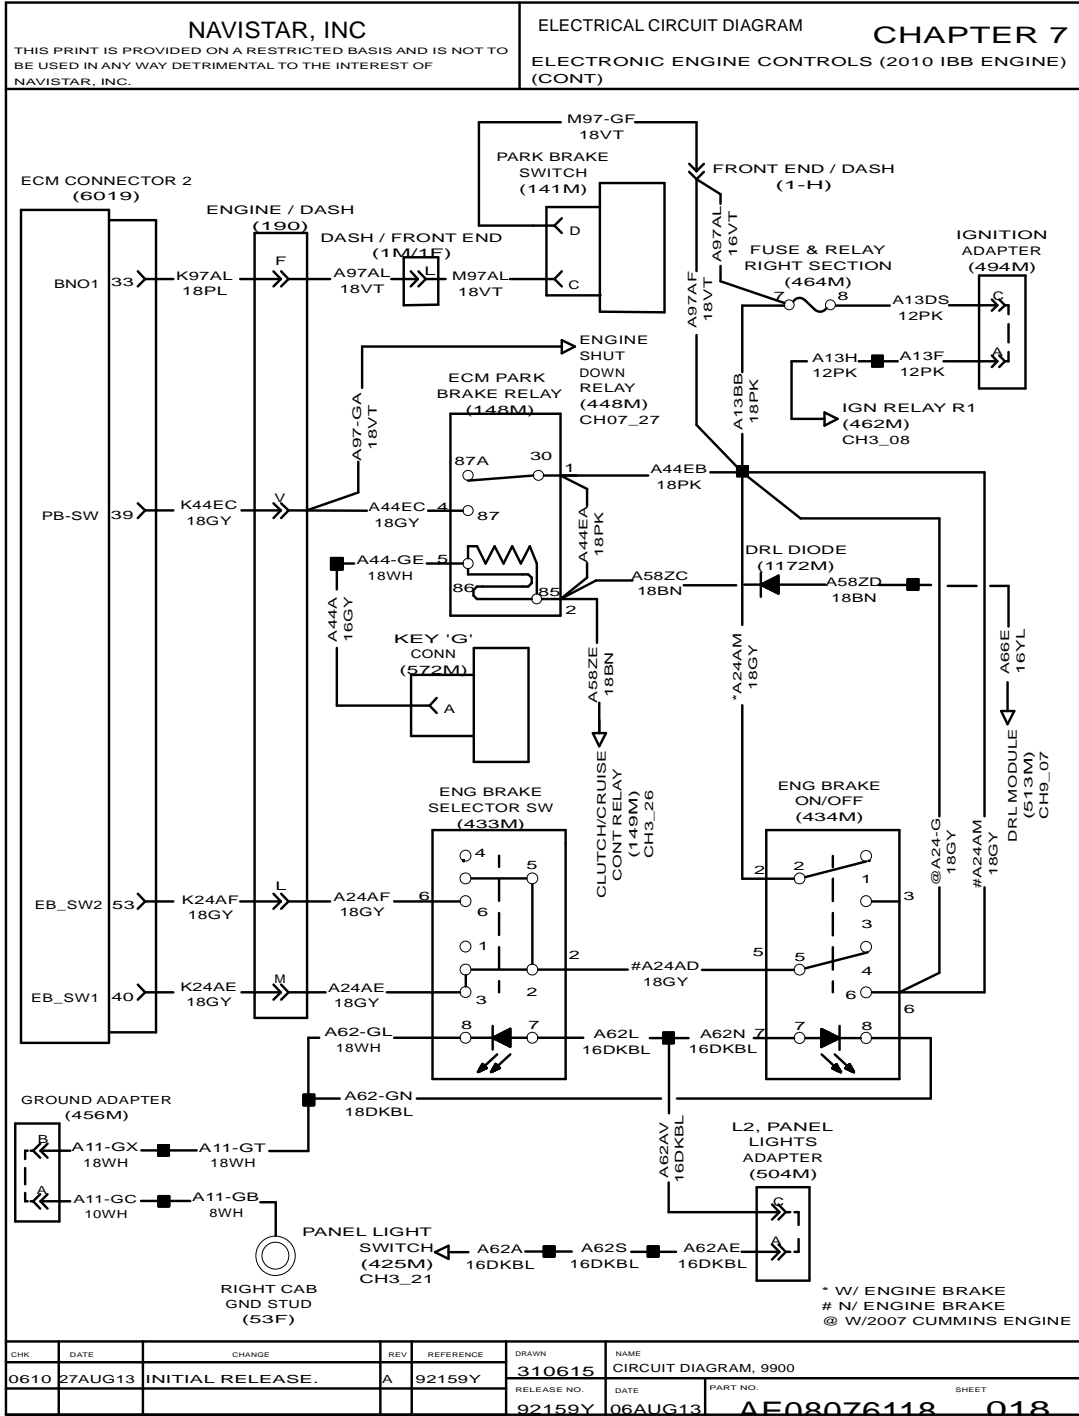 NAVISTAR, INC
THIS PRINT IS PROVIDED ON A RESTRICTED BASIS AND IS NOT TO
BE USED IN ANY WAY DETRIMENTAL TO THE INTEREST OF
NAVISTAR, INC.
ELECTRICAL CIRCUIT DIAGRAM
CHAPTER 7
ELECTRONIC ENGINE CONTROLS (2010 IBB ENGINE)
(CONT)
M97-GF
18VT
PARK BRAKE
SWITCH
(141M)
D
C
FRONT END / DASH
(1-H)
ECM CONNECTOR 2
(6019)
ENGINE / DASH
(190)
DASH / FRONT END
(1M/1F)
BNO1
33
K97AL
18PL
F
A97AL
18VT
L
M97AL
18VT
A97AL
16VT
A97AF
18VT
FUSE & RELAY
RIGHT SECTION
(464M)
7
8
A13DS
12PK
IGNITION
ADAPTER
(494M)
C
A
A13H
12PK
A13F
12PK
IGN RELAY R1
(462M)
CH3_08
A13BB
18PK
ENGINE
SHUT
DOWN
RELAY
(448M)
CH07_27
A97-GA
18VT
ECM PARK
BRAKE RELAY
(148M)
87A
30
1
87
4
5
86
85
2
A44EB
18PK
PB-SW
39
K44EC
18GY
V
A44EC
18GY
A44-GE
18WH
A44A
16GY
A44EA
18PK
A58ZC
18BN
DRL DIODE
(1172M)
A58ZD
18BN
A66E
16YL
DRL MODULE
(513M)
CH9_07
A58ZE
18BN
CLUTCH/CRUISE
CONT RELAY
(149M)
CH3_26
KEY 'G'
CONN
(572M)
A
*A24AM
18GY
@A24-G
18GY
#A24AM
18GY
ENG BRAKE
SELECTOR SW
(433M)
4
5
6
6
1
2
3
2
8
7
ENG BRAKE
ON/OFF
(434M)
2
2
1
3
3
5
5
4
6
6
7
7
8
EB_SW2
53
K24AF
18GY
L
A24AF
18GY
#A24AD
18GY
EB_SW1
40
K24AE
18GY
M
A24AE
18GY
A62-GL
18WH
A62L
16DKBL
A62N
16DKBL
A62-GN
18DKBL
A62AV
16DKBL
GROUND ADAPTER
(456M)
B
A
A11-GX
18WH
A11-GT
18WH
A11-GC
10WH
A11-GB
8WH
RIGHT CAB
GND STUD
(53F)
L2, PANEL
LIGHTS
ADAPTER
(504M)
C
A
PANEL LIGHT
SWITCH
(425M)
CH3_21
A62A
16DKBL
A62S
16DKBL
A62AE
16DKBL
* W/ ENGINE BRAKE
# N/ ENGINE BRAKE
@ W/2007 CUMMINS ENGINE
CHK DATE CHANGE REV REFERENCE
0610 27AUG13 INITIAL RELEASE. A 92159Y
DRAWN
310615
NAME
CIRCUIT DIAGRAM, 9900
RELEASE NO.
92159Y
DATE
06AUG13
PART NO.
AE08076118
SHEET
018